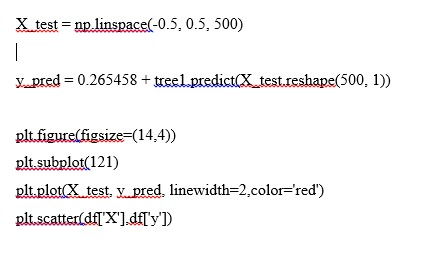 X_test = np.linspace(-0.5, 0.5, 500)
y_pred = 0.265458 + tree1.predict(X_test.reshape(500, 1))
plt.figure(figsize=(14,4))
plt.subplot(121)
plt.plot(X_test, y_pred, linewidth=2,color='red')
plt.scatter(df['X'],df['y'])